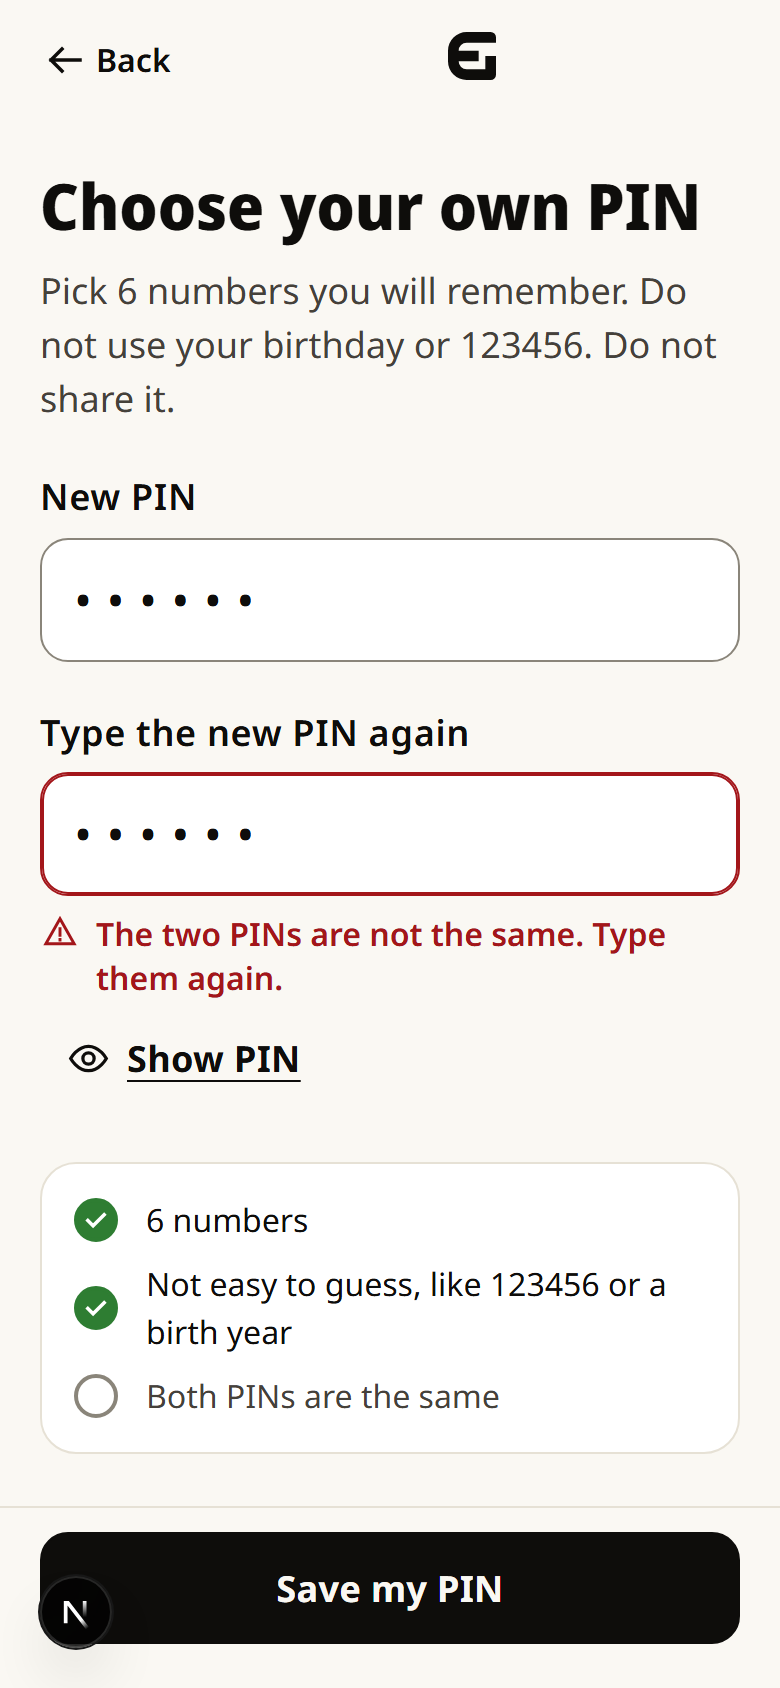 Back
Choose your own PIN
Pick 6 numbers you will remember. Do
not use your birthday or 123456. Do not
share it.
New PIN
• • • • • •
Type the new PIN again
• • • • • •
The two PINs are not the same. Type
them again.
Show PIN
6 numbers
Not easy to guess, like 123456 or a
birth year
Both PINs are the same
Save my PIN
N